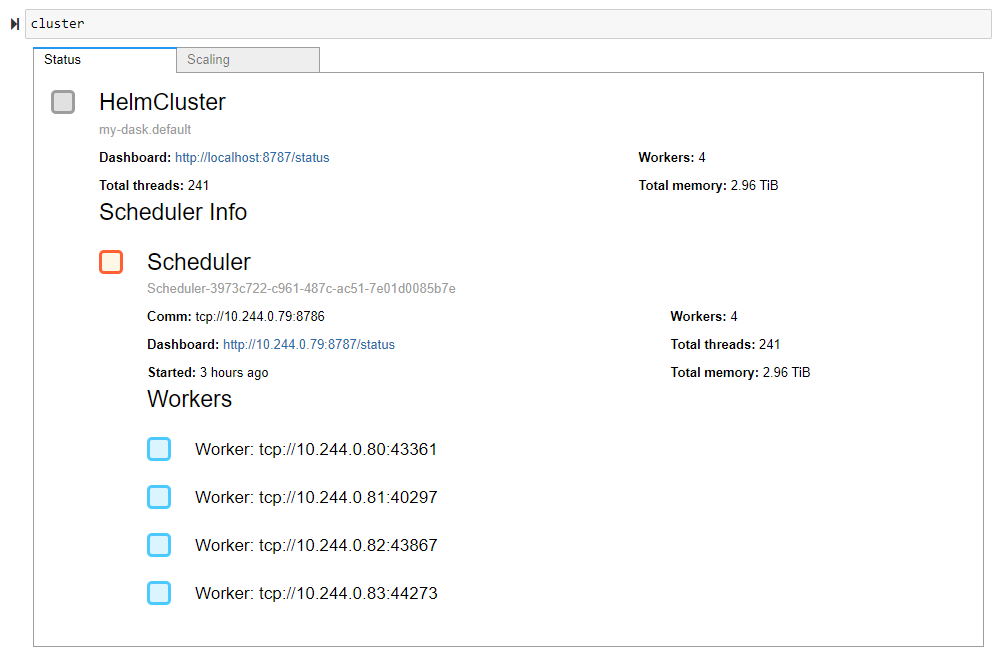 cluster
Status Scaling
HelmCluster
my-dask.default
Dashboard: http://localhost:8787/status Workers: 4
Total threads: 241 Total memory: 2.96 TiB
Scheduler Info
Scheduler
Scheduler-3973c722-c961-487c-ac51-7e01d0085b7e
Comm: tcp://10.244.0.79:8786 Workers: 4
Dashboard: http://10.244.0.79:8787/status Total threads: 241
Started: 3 hours ago Total memory: 2.96 TiB
Workers
Worker: tcp://10.244.0.80:43361
Worker: tcp://10.244.0.81:40297
Worker: tcp://10.244.0.82:43867
Worker: tcp://10.244.0.83:44273